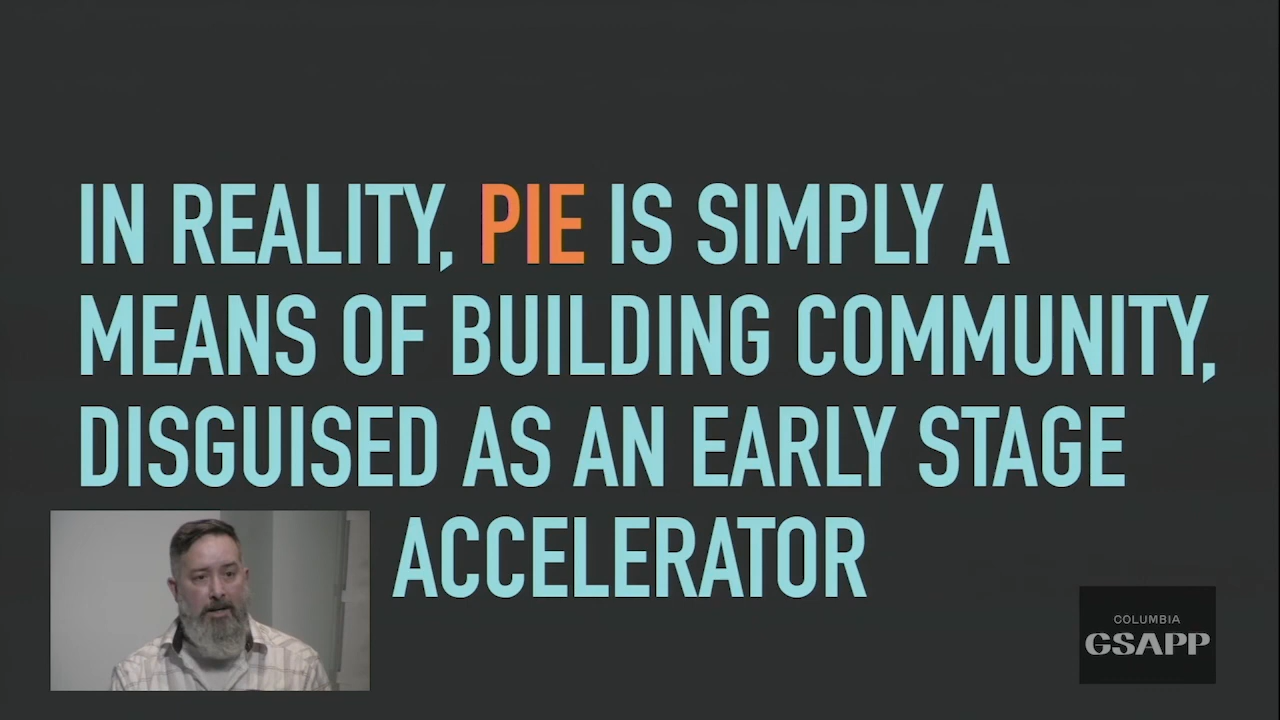 IN REALITY, PIE IS SIMPLY A
MEANS OF BUILDING COMMUNITY,
DISGUISED AS AN EARLY STAGE
ACCELERATOR
COLUMBIA
GSAPP